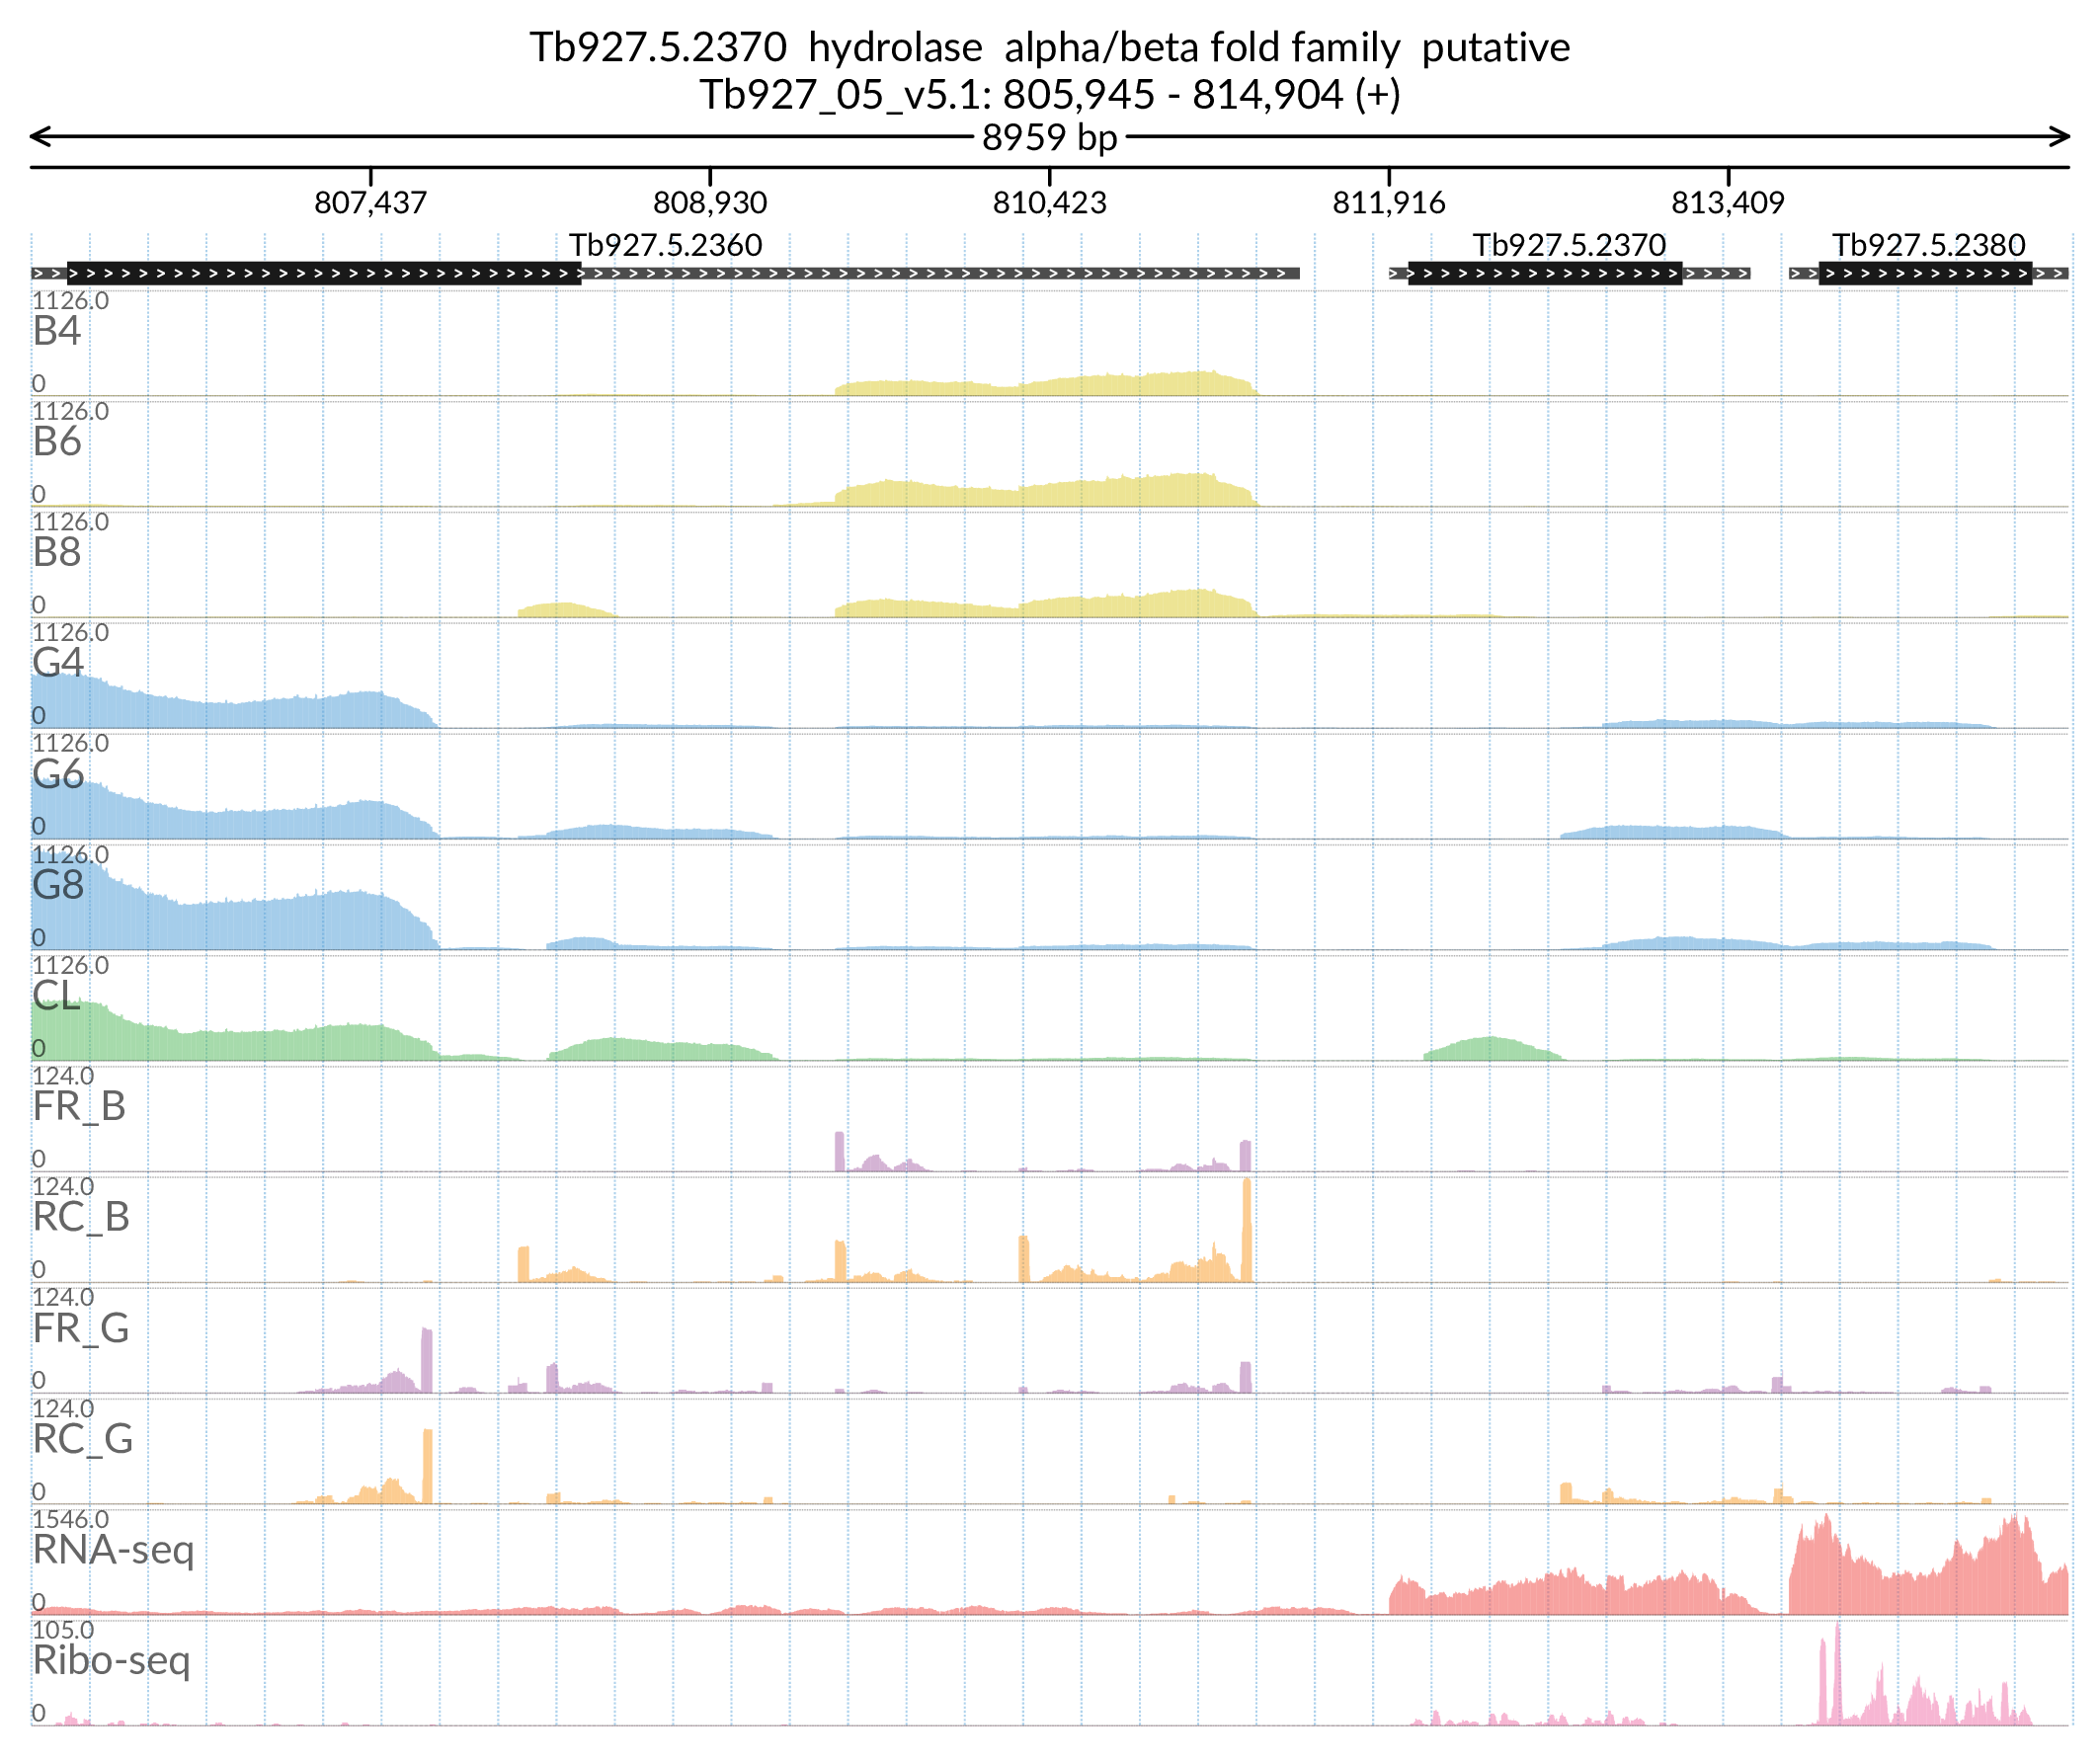 Tb927.5.2370 hydrolase alpha/beta fold family putative
Tb927_05_v5.1: 805,945 - 814,904 (+)
8959 bp
807,437 808,930 810,423 811,916 813,409
Tb927.5.2360 Tb927.5.2370 Tb927.5.2380
1126.0
B4
0
1126.0
B6
0
1126.0
B8
0
1126.0
G4
0
1126.0
G6
0
1126.0
G8
0
1126.0
CL
0
124.0
FR_B
0
124.0
RC_B
0
124.0
FR_G
0
124.0
RC_G
0
1546.0
RNA-seq
0
105.0
Ribo-seq
0